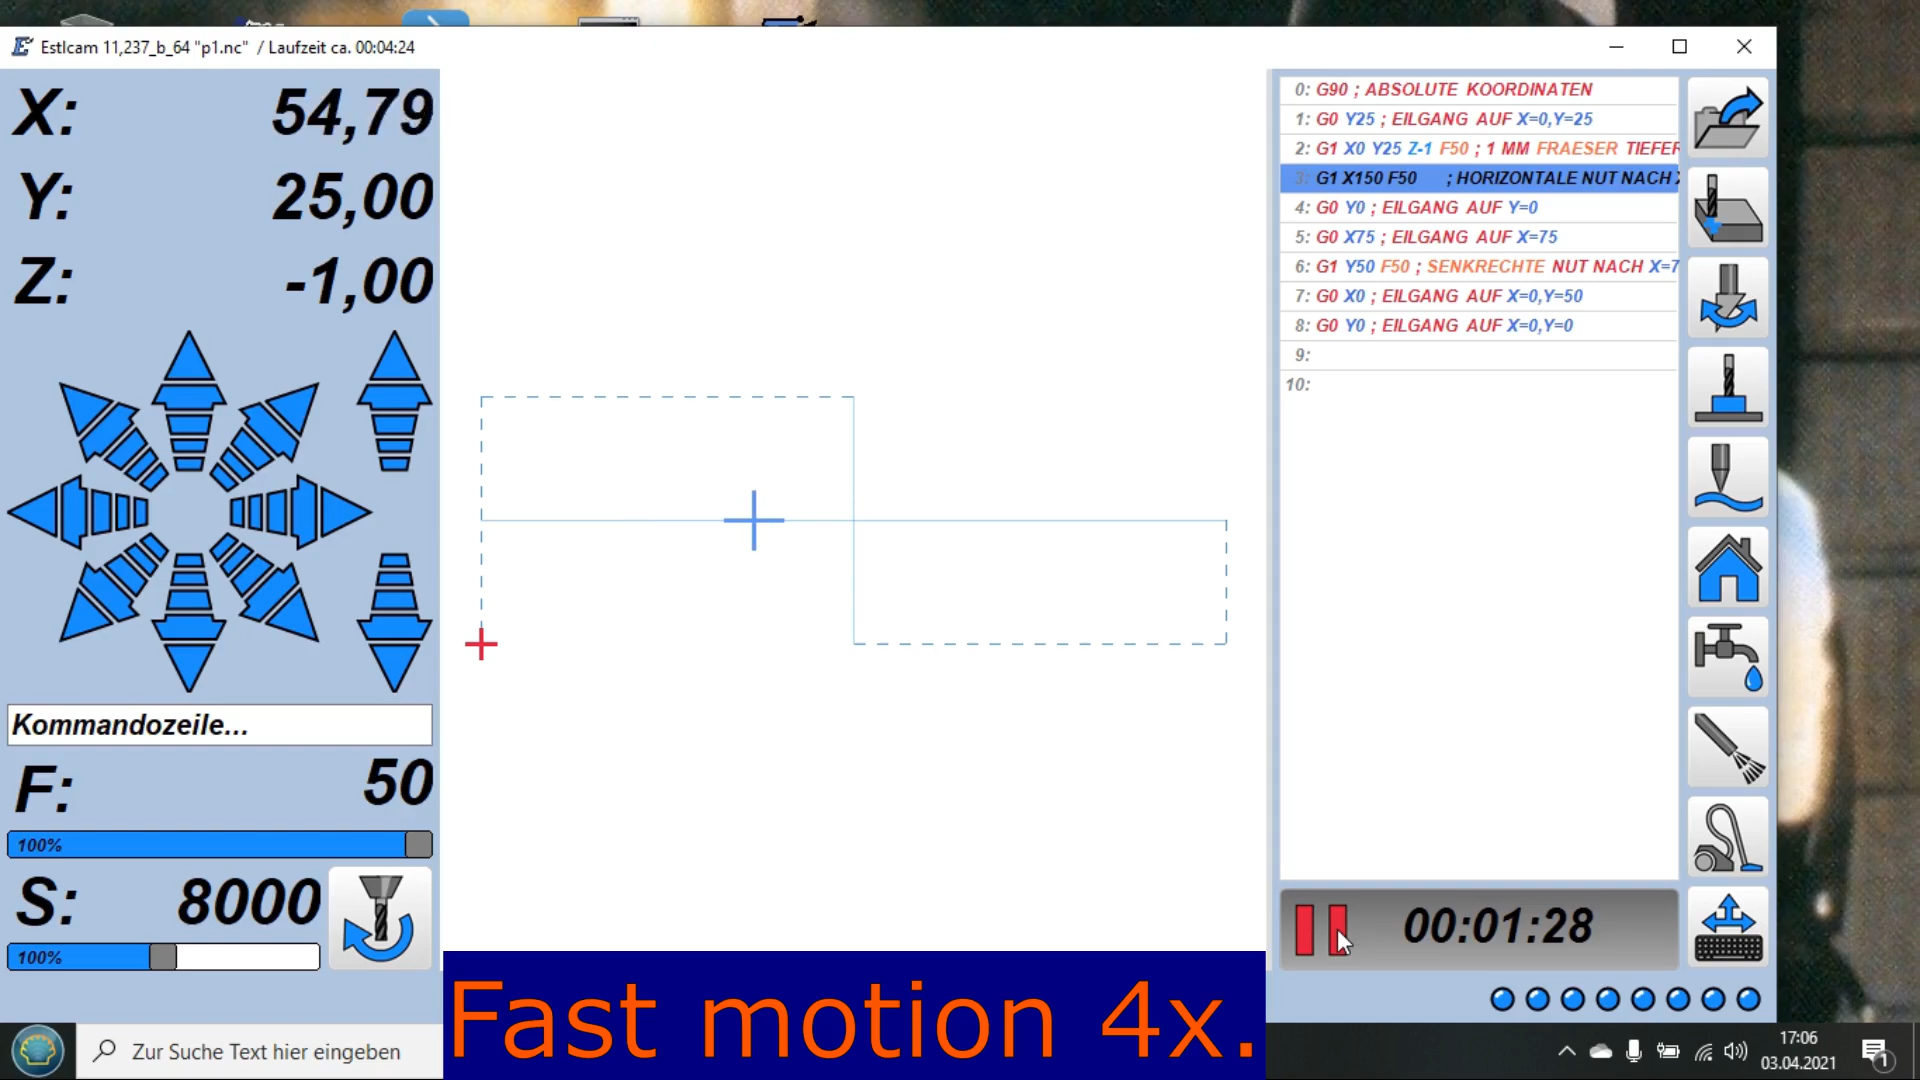 Estlcam 11,237_b_64 "p1.nc" / Laufzeit ca. 00:04:24
X: 54,79
Y: 25,00
Z: -1,00
Kommandozeile...
F: 50
100%
S: 8000
100%
0: G90 ; ABSOLUTE KOORDINATEN
1: G0 Y25 ; EILGANG AUF X=0,Y=25
2: G1 X0 Y25 Z-1 F50 ; 1 MM FRAESER TIEFER
3: G1 X150 F50 ; HORIZONTALE NUT NACH
4: G0 Y0 ; EILGANG AUF Y=0
5: G0 X75 ; EILGANG AUF X=75
6: G1 Y50 F50 ; SENKRECHTE NUT NACH X=7
7: G0 X0 ; EILGANG AUF X=0,Y=50
8: G0 Y0 ; EILGANG AUF X=0,Y=0
9:
10:
00:01:28
Fast motion 4x.
Zur Suche Text hier eingeben
17:06
03.04.2021
1